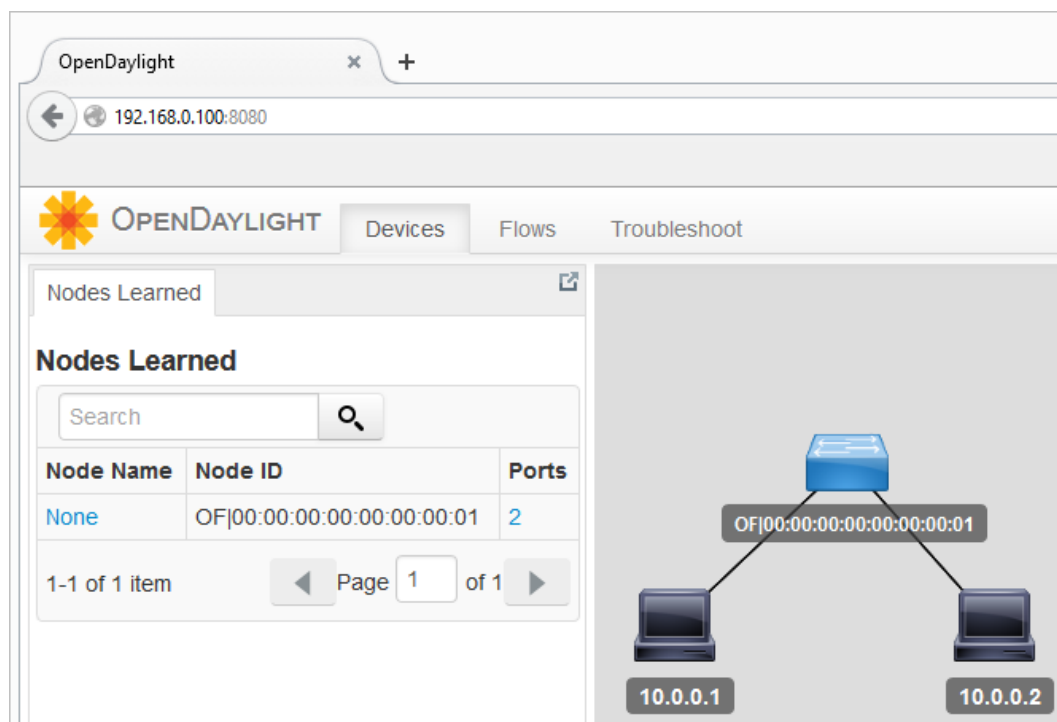 OpenDaylight
192.168.0.100:8080
OPENDAYLIGHT
Devices
Flows
Troubleshoot
Nodes Learned
Nodes Learned
Search
Node Name Node ID Ports
None OF|00:00:00:00:00:00:00:01 2
1-1 of 1 item Page 1 of 1
OF|00:00:00:00:00:00:00:01
10.0.0.1
10.0.0.2